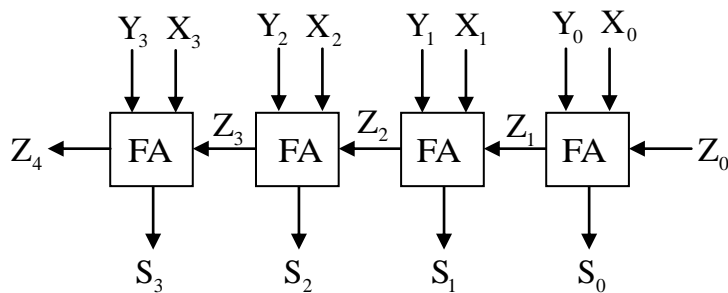 Y₃ X₃ Y₂ X₂ Y₁ X₁ Y₀ X₀
Z₄ FA Z₃ FA Z₂ FA Z₁ FA Z₀
S₃ S₂ S₁ S₀